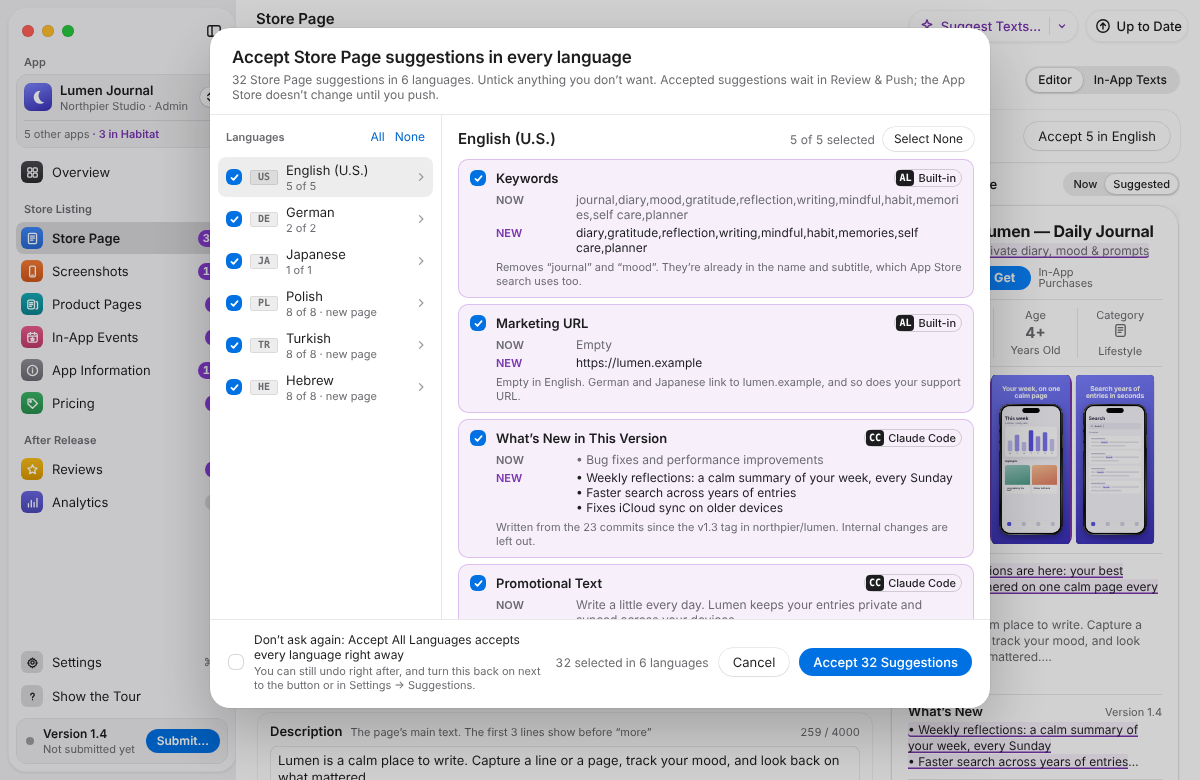 Store Page
Suggest Texts…
Up to Date
App
Lumen Journal
Northpier Studio · Admin
5 other apps · 3 in Habitat
Overview
Store Listing
Store Page
3
Screenshots
1
Product Pages
In-App Events
App Information
1
Pricing
After Release
Reviews
Analytics
Settings
Show the Tour
Version 1.4
Not submitted yet
Submit…
Accept Store Page suggestions in every language
32 Store Page suggestions in 6 languages. Untick anything you don’t want. Accepted suggestions wait in Review & Push; the App
Store doesn’t change until you push.
Languages
All
None
US
English (U.S.)
5 of 5
DE
German
2 of 2
JA
Japanese
1 of 1
PL
Polish
8 of 8 · new page
TR
Turkish
8 of 8 · new page
HE
Hebrew
8 of 8 · new page
English (U.S.)
5 of 5 selected
Select None
Keywords
AL Built-in
NOW
journal,diary,mood,gratitude,reflection,writing,mindful,habit,memori
es,self care,planner
NEW
diary,gratitude,reflection,writing,mindful,habit,memories,self
care,planner
Removes “journal” and “mood”. They’re already in the name and subtitle, which App Store
search uses too.
Marketing URL
AL Built-in
NOW
Empty
NEW
https://lumen.example
Empty in English. German and Japanese link to lumen.example, and so does your support
URL.
What’s New in This Version
CC Claude Code
NOW
• Bug fixes and performance improvements
NEW
• Weekly reflections: a calm summary of your week, every Sunday
• Faster search across years of entries
• Fixes iCloud sync on older devices
Written from the 23 commits since the v1.3 tag in northpier/lumen. Internal changes are
left out.
Promotional Text
CC Claude Code
NOW
Write a little every day. Lumen keeps your entries private and
Don’t ask again: Accept All Languages accepts
every language right away
You can still undo right after, and turn this back on next
to the button or in Settings → Suggestions.
32 selected in 6 languages
Cancel
Accept 32 Suggestions
Editor
In-App Texts
Accept 5 in English
Now
Suggested
umen — Daily Journal
ivate diary, mood & prompts
Get
In-App
Purchases
Age
4+
Years Old
Category
Lifestyle
Your week, on one
calm page
This week
Search years of
entries in seconds
Search
ions are here: your best
nered on one calm page every
m place to write. Capture a
track your mood, and look
mattered....
What’s New
Version 1.4
• Weekly reflections: a calm summary of
your week, every Sunday
• Faster search across years of entries...
Description
The page’s main text. The first 3 lines show before “more”
259 / 4000
Lumen is a calm place to write. Capture a line or a page, track your mood, and look back on
what mattered.